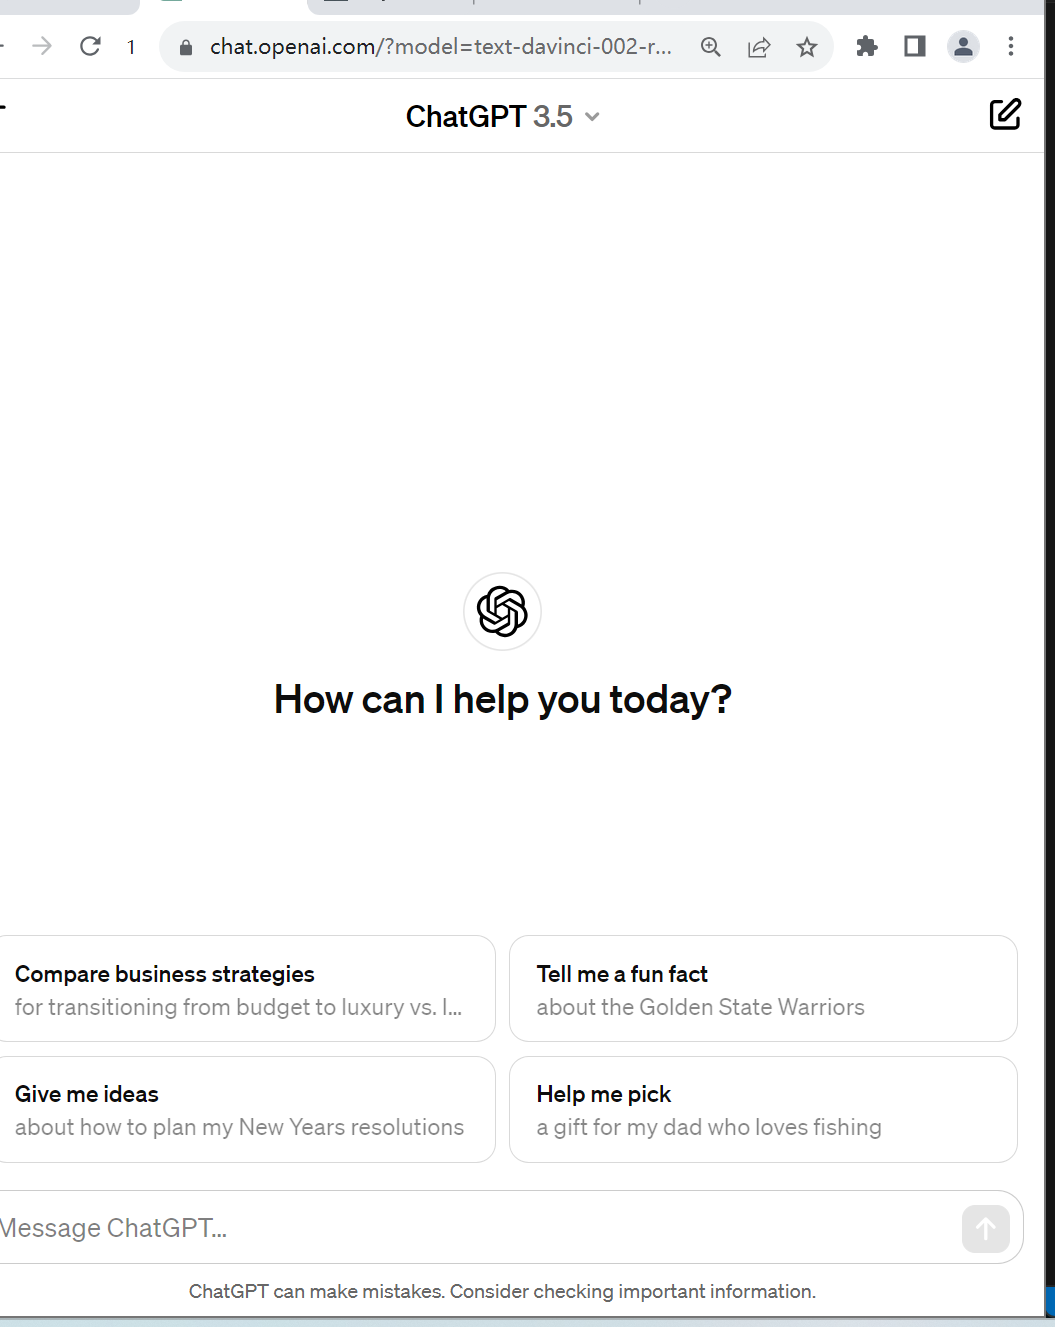 1 chat.openai.com/?model=text-davinci-002-r...
ChatGPT 3.5
How can I help you today?
Compare business strategies
for transitioning from budget to luxury vs. l...
Tell me a fun fact
about the Golden State Warriors
Give me ideas
about how to plan my New Years resolutions
Help me pick
a gift for my dad who loves fishing
Message ChatGPT...
ChatGPT can make mistakes. Consider checking important information.